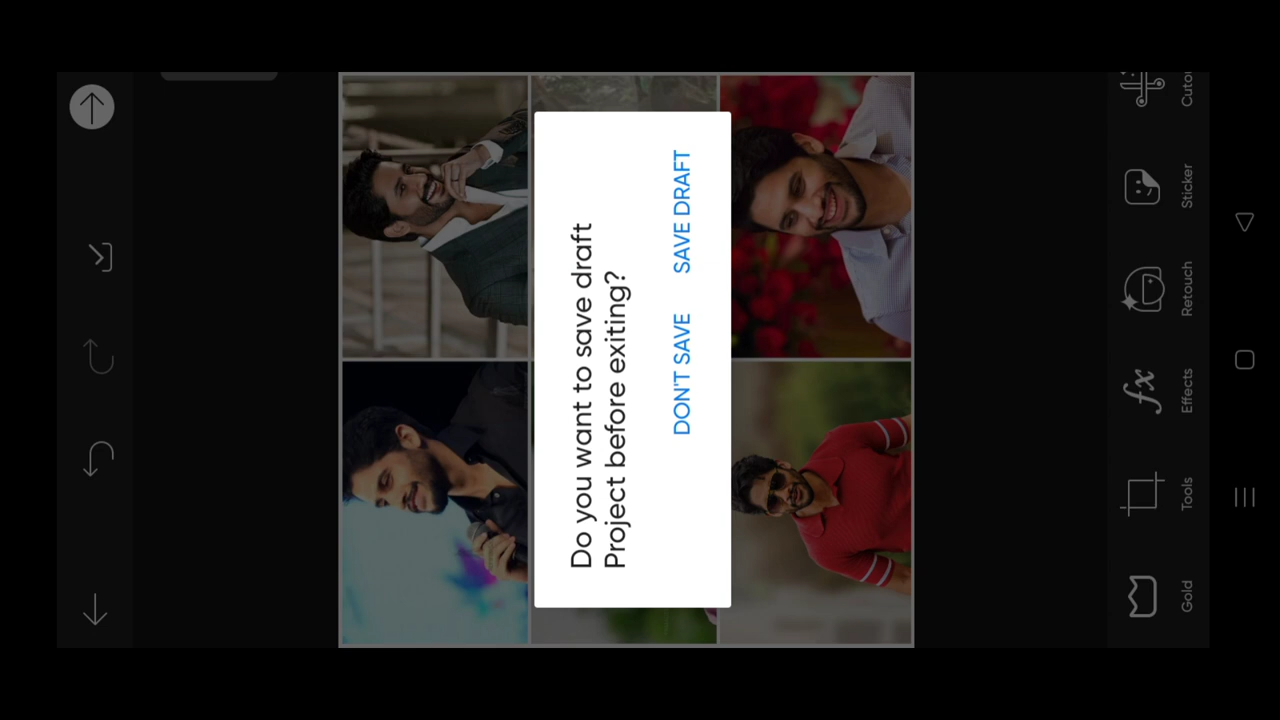 Do you want to save draft
Project before exiting?
DON'T SAVE SAVE DRAFT
Gold
Tools
Effects
Retouch
Sticker